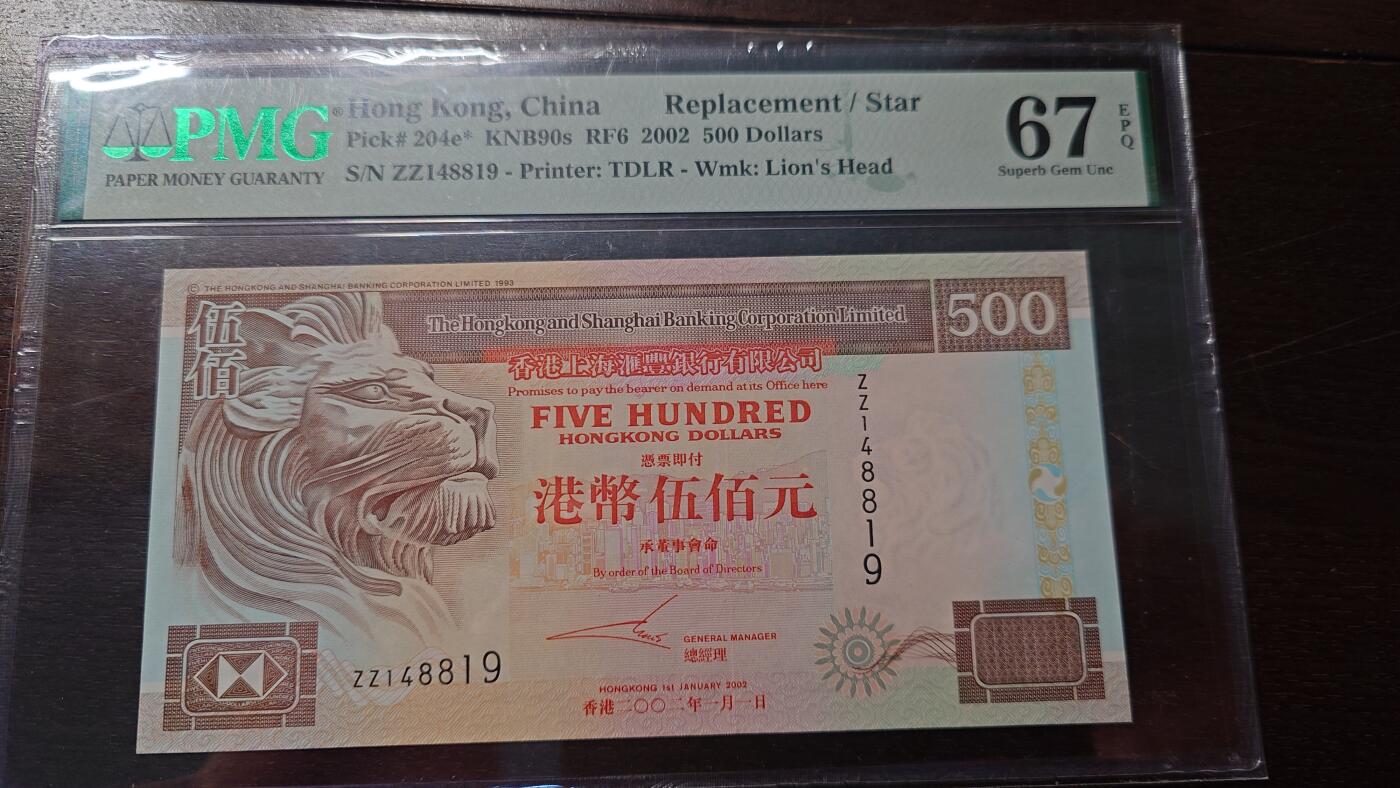 PMG®
PAPER MONEY GUARANTY
Hong Kong, China Replacement / Star
Pick# 204e* KNB90s RF6 2002 500 Dollars
S/N ZZ148819 - Printer: TDLR - Wmk: Lion's Head
67
EPQ
Superb Gem Unc
© THE HONGKONG AND SHANGHAI BANKING CORPORATION LIMITED 1993
伍佰
The Hongkong and Shanghai Banking Corporation Limited
500
香港上海滙豐銀行有限公司
Promises to pay the bearer on demand at its Office here
FIVE HUNDRED
HONGKONG DOLLARS
憑票即付
港幣伍佰元
承董事會命
By order of the Board of Directors
ZZ148819
GENERAL MANAGER
總經理
ZZ148819
HONGKONG 1st JANUARY 2002
香港二〇〇二年一月一日